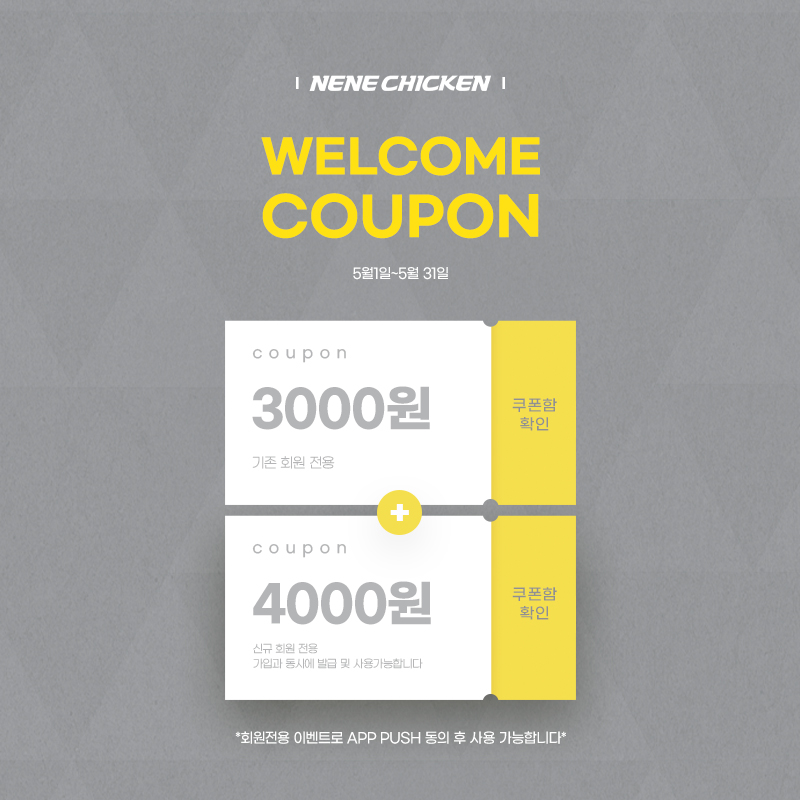 NENE CHICKEN
WELCOME
COUPON
5월1일~5월 31일
coupon
3000원
기존 회원 전용
쿠폰함
확인
coupon
4000원
신규 회원 전용
가입과 동시에 발급 및 사용가능합니다
쿠폰함
확인
*회원전용 이벤트로 APP PUSH 동의 후 사용 가능합니다*